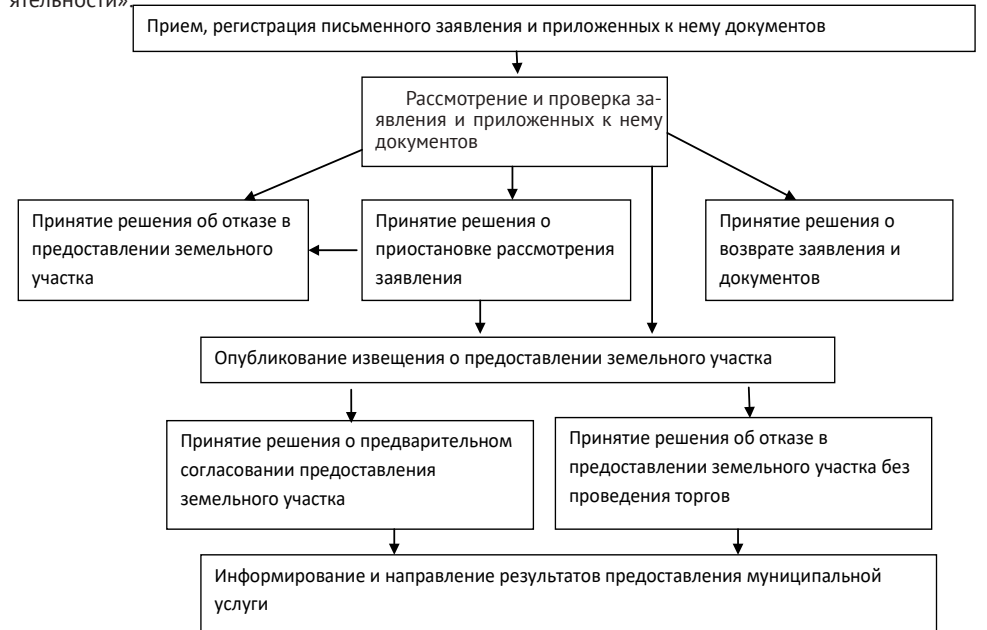 ятельности».
Прием, регистрация письменного заявления и приложенных к нему документов
Рассмотрение и проверка за-
явления и приложенных к нему
документов
Принятие решения об отказе в
предоставлении земельного
участка
Принятие решения о
приостановке рассмотрения
заявления
Принятие решения о
возврате заявления и
документов
Опубликование извещения о предоставлении земельного участка
Принятие решения о предварительном
согласовании предоставления
земельного участка
Принятие решения об отказе в
предоставлении земельного участка без
проведения торгов
Информирование и направление результатов предоставления муниципальной
услуги